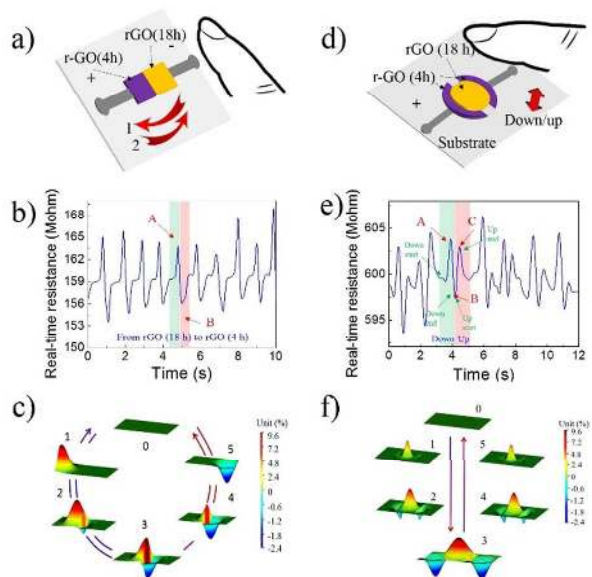 a)
rGO(18h)
-
r-GO(4h)
+
1
2
d)
rGO (18 h)
-
r-GO (4h)
+
Down/up
Substrate
b)
Real-time resistance (Mohm)
168
165
162
159
156
153
150
A
B
From rGO (18 h) to rGO (4 h)
0 2 4 6 8 10
Time (s)
e)
Real-time resistance (Mohm)
605
600
595
A
C
B
Down start
Up end
Down end
Up start
Down Up
0 2 4 6 8 10 12
Time (s)
c)
0
1
2
3
4
5
Unit (%)
9.6
7.2
4.8
2.4
0
-0.6
-1.2
-1.8
-2.4
f)
0
1
5
2
4
3
Unit (%)
9.6
7.2
4.8
2.4
0
-0.6
-1.2
-1.8
-2.4